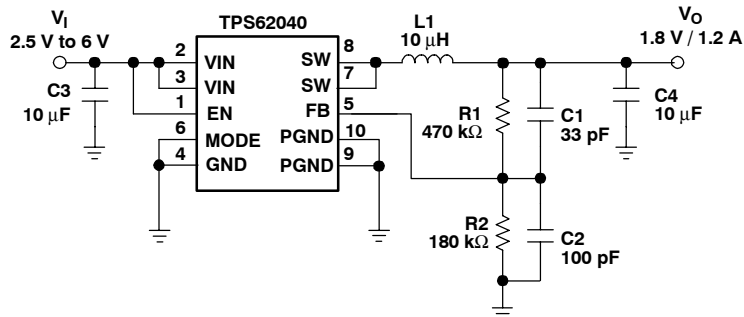 TPS62040
VI
2.5 V to 6 V
C3
10 µF
2 VIN
3 VIN
1 EN
6 MODE
4 GND
SW 8
SW 7
FB 5
PGND 10
PGND 9
L1
10 µH
VO
1.8 V / 1.2 A
R1
470 kΩ
C1
33 pF
C4
10 µF
R2
180 kΩ
C2
100 pF